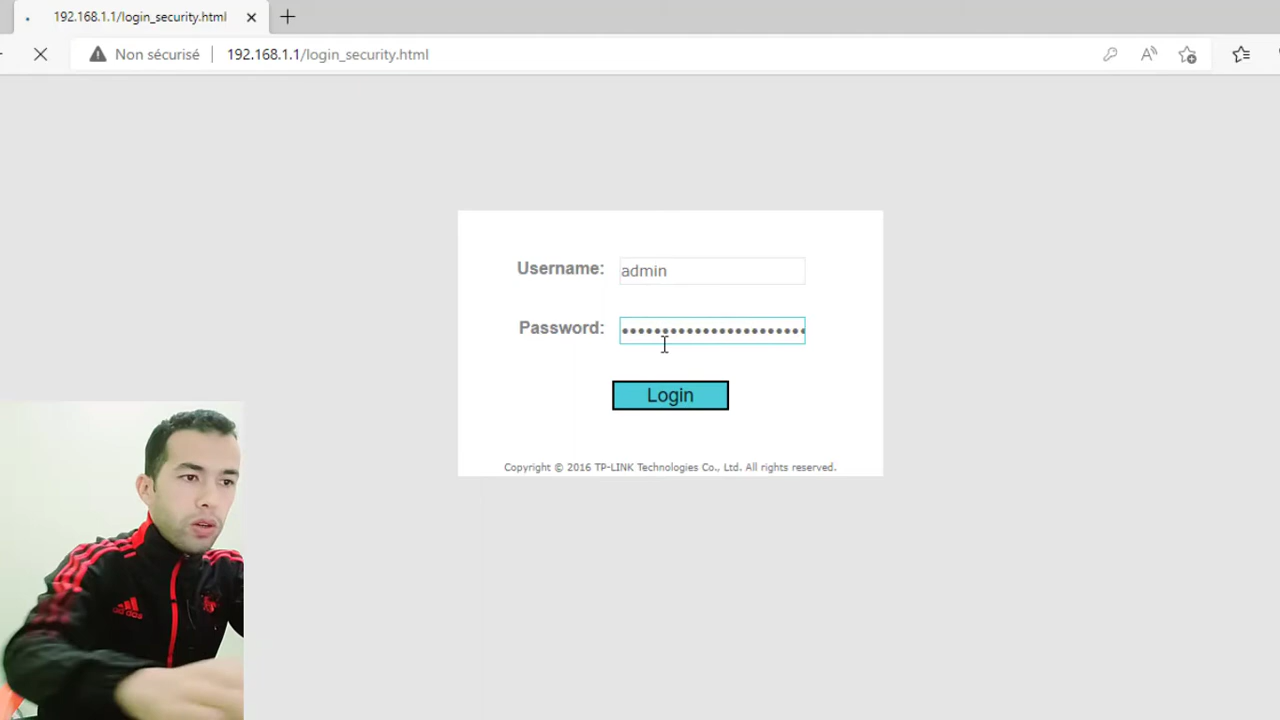 192.168.1.1/login_security.html
Non sécurisé 192.168.1.1/login_security.html
Username: admin
Password: •••••••••••••••••••••••
Login
Copyright © 2016 TP-LINK Technologies Co., Ltd. All rights reserved.
adidas